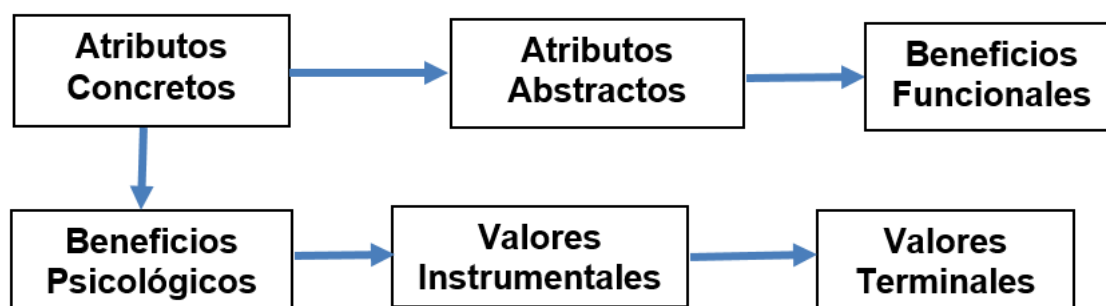 Atributos
Concretos
Atributos
Abstractos
Beneficios
Funcionales
Beneficios
Psicológicos
Valores
Instrumentales
Valores
Terminales